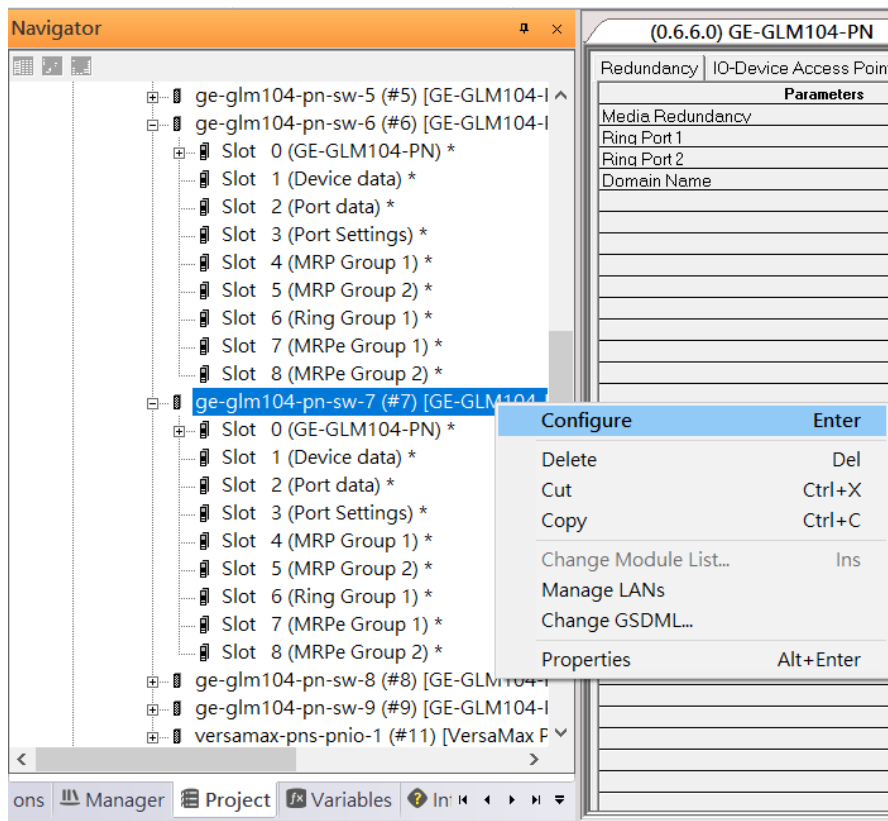 Navigator
ge-glm104-pn-sw-5 (#5) [GE-GLM104-
ge-glm104-pn-sw-6 (#6) [GE-GLM104-
Slot 0 (GE-GLM104-PN) *
Slot 1 (Device data) *
Slot 2 (Port data) *
Slot 3 (Port Settings) *
Slot 4 (MRP Group 1) *
Slot 5 (MRP Group 2) *
Slot 6 (Ring Group 1) *
Slot 7 (MRPe Group 1) *
Slot 8 (MRPe Group 2) *
ge-glm104-pn-sw-7 (#7) [GE-GLM104-
Slot 0 (GE-GLM104-PN) *
Slot 1 (Device data) *
Slot 2 (Port data) *
Slot 3 (Port Settings) *
Slot 4 (MRP Group 1) *
Slot 5 (MRP Group 2) *
Slot 6 (Ring Group 1) *
Slot 7 (MRPe Group 1) *
Slot 8 (MRPe Group 2) *
ge-glm104-pn-sw-8 (#8) [GE-GLM104-
ge-glm104-pn-sw-9 (#9) [GE-GLM104-
versamax-pns-pnio-1 (#11) [VersaMax P
ons Manager Project Variables In
(0.6.6.0) GE-GLM104-PN
Redundancy IO-Device Access Poin
Parameters
Media Redundancy
Ring Port 1
Ring Port 2
Domain Name
Configure Enter
Delete Del
Cut Ctrl+X
Copy Ctrl+C
Change Module List... Ins
Manage LANs
Change GSDML...
Properties Alt+Enter